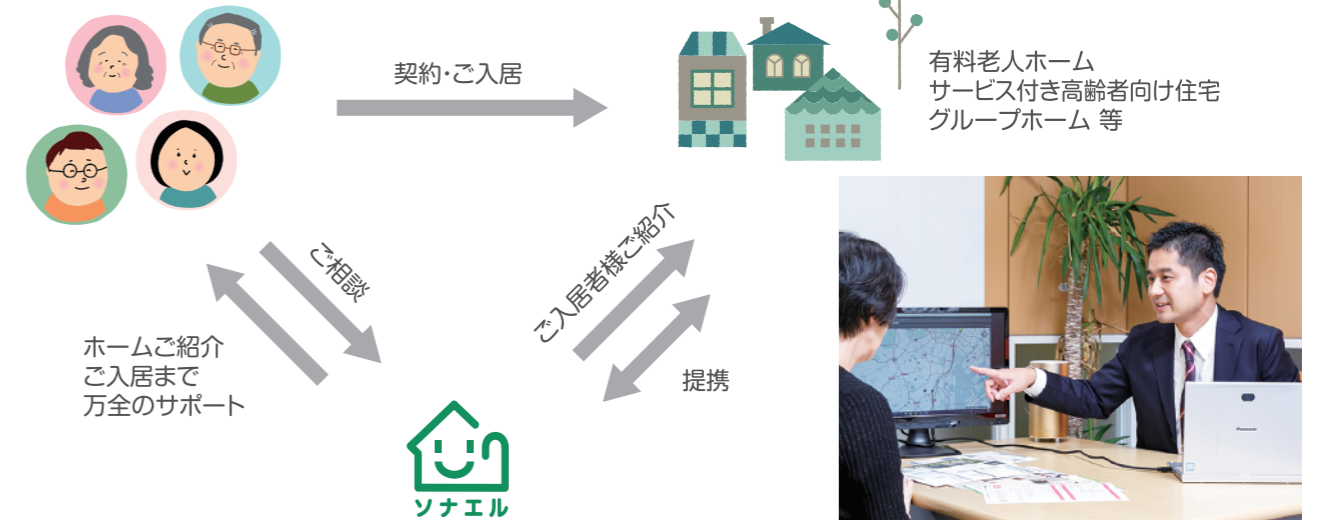 契約・ご入居
有料老人ホーム
サービス付き高齢者向け住宅
グループホーム 等
ご相談
ご入居者様ご紹介
ホームご紹介
ご入居まで
万全のサポート
提携
ソナエル
Panasonic